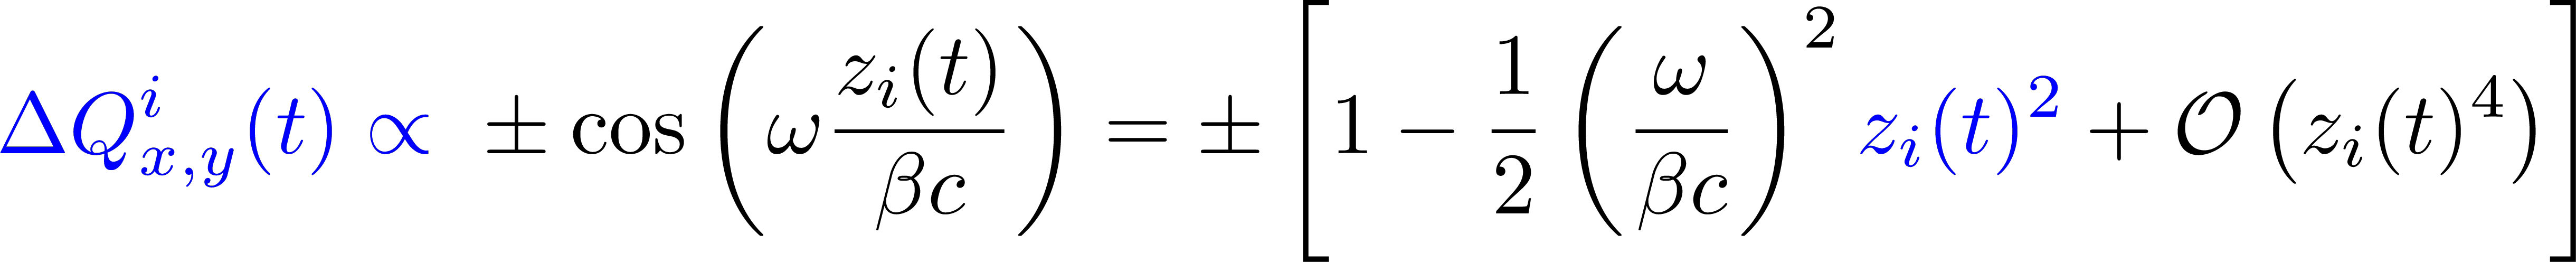 ΔQ^i_{x,y}(t) ∝ ± cos(ω z_i(t)/βc) = ± [1 − 1/2 (ω/βc)^2 z_i(t)^2 + 𝒪(z_i(t)^4)]